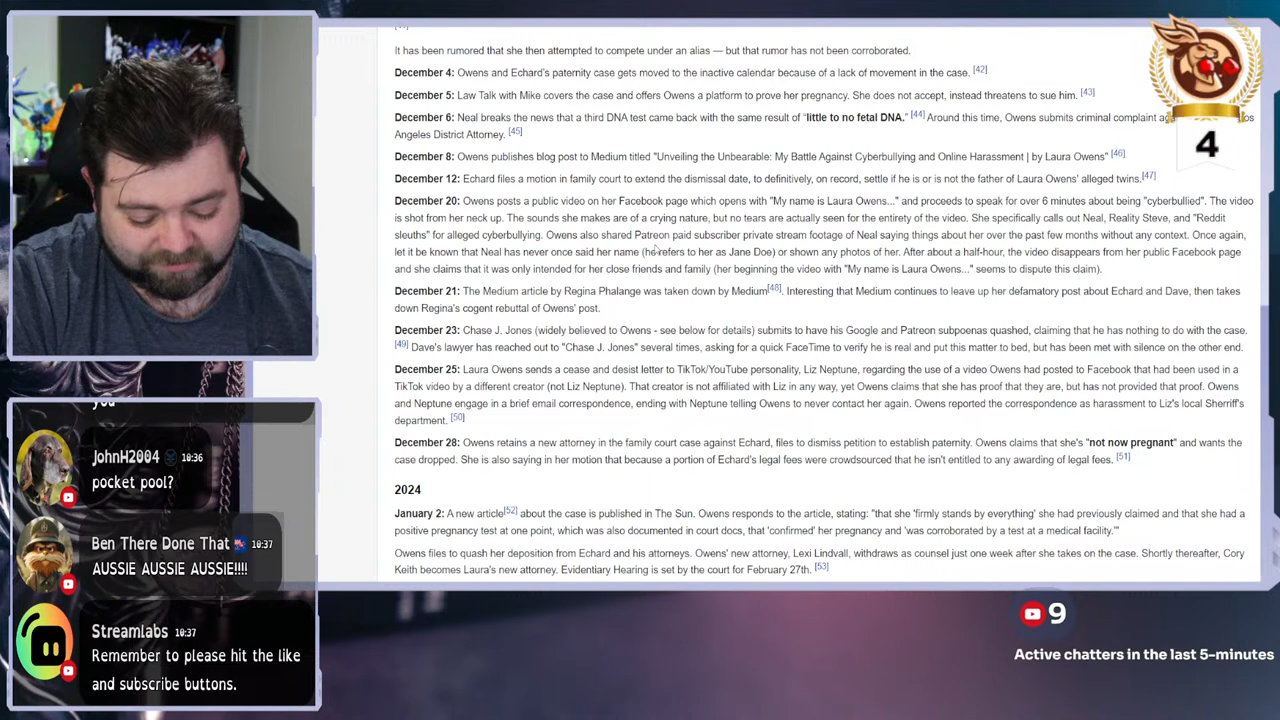 It has been rumored that she then attempted to compete under an alias — but that rumor has not been corroborated.
December 4: Owens and Echard's paternity case gets moved to the inactive calendar because of a lack of movement in the case. [42]
December 5: Law Talk with Mike covers the case and offers Owens a platform to prove her pregnancy. She does not accept, instead threatens to sue him. [43]
December 6: Neal breaks the news that a third DNA test came back with the same result of "little to no fetal DNA." [44] Around this time, Owens submits criminal complaint
Angeles District Attorney. [45]
December 8: Owens publishes blog post to Medium titled "Unveiling the Unbearable: My Battle Against Cyberbullying and Online Harassment | by Laura Owens" [46]
December 12: Echard files a motion in family court to extend the dismissal date, to definitively, on record, settle if he is or is not the father of Laura Owens' alleged twins.[47]
December 20: Owens posts a public video on her Facebook page which opens with "My name is Laura Owens..." and proceeds to speak for over 6 minutes about being "cyberbullied". The video
is shot from her neck up. The sounds she makes are of a crying nature, but no tears are actually seen for the entirety of the video. She specifically calls out Neal, Reality Steve, and "Reddit
sleuths" for alleged cyberbullying. Owens also shared Patreon paid subscriber private stream footage of Neal saying things about her over the past few months without any context. Once again,
let it be known that Neal has never once said her name (he refers to her as Jane Doe) or shown any photos of her. After about a half-hour, the video disappears from her public Facebook page
and she claims that it was only intended for her close friends and family (her beginning the video with "My name is Laura Owens..." seems to dispute this claim).
December 21: The Medium article by Regina Phalange was taken down by Medium[48]. Interesting that Medium continues to leave up her defamatory post about Echard and Dave, then takes
down Regina's cogent rebuttal of Owens' post.
December 23: Chase J. Jones (widely believed to Owens - see below for details) submits to have his Google and Patreon subpoenas quashed, claiming that he has nothing to do with the case.
[49] Dave's lawyer has reached out to "Chase J. Jones" several times, asking for a quick FaceTime to verify he is real and put this matter to bed, but has been met with silence on the other end.
December 25: Laura Owens sends a cease and desist letter to TikTok/YouTube personality, Liz Neptune, regarding the use of a video Owens had posted to Facebook that had been used in a
TikTok video by a different creator (not Liz Neptune). That creator is not affiliated with Liz in any way, yet Owens claims that she has proof that they are, but has not provided that proof. Owens
and Neptune engage in a brief email correspondence, ending with Neptune telling Owens to never contact her again. Owens reported the correspondence as harassment to Liz's local Sherriff's
department. [50]
December 28: Owens retains a new attorney in the family court case against Echard, files to dismiss petition to establish paternity. Owens claims that she's "not now pregnant" and wants the
case dropped. She is also saying in her motion that because a portion of Echard's legal fees were crowdsourced that he isn't entitled to any awarding of legal fees. [51]
2024
January 2: A new article[52] about the case is published in The Sun. Owens responds to the article, stating: "that she 'firmly stands by everything' she had previously claimed and that she had a
positive pregnancy test at one point, which was also documented in court docs, that 'confirmed' her pregnancy and 'was corroborated by a test at a medical facility.'"
Owens files to quash her deposition from Echard and his attorneys. Owens' new attorney, Lexi Lindvall, withdraws as counsel just one week after she takes on the case. Shortly thereafter, Cory
Keith becomes Laura's new attorney. Evidentiary Hearing is set by the court for February 27th. [53]
4
you
JohnH2004 10:36
pocket pool?
Ben There Done That 10:37
AUSSIE AUSSIE AUSSIE!!!!
Streamlabs 10:37
Remember to please hit the like
and subscribe buttons.
9
Active chatters in the last 5-minutes